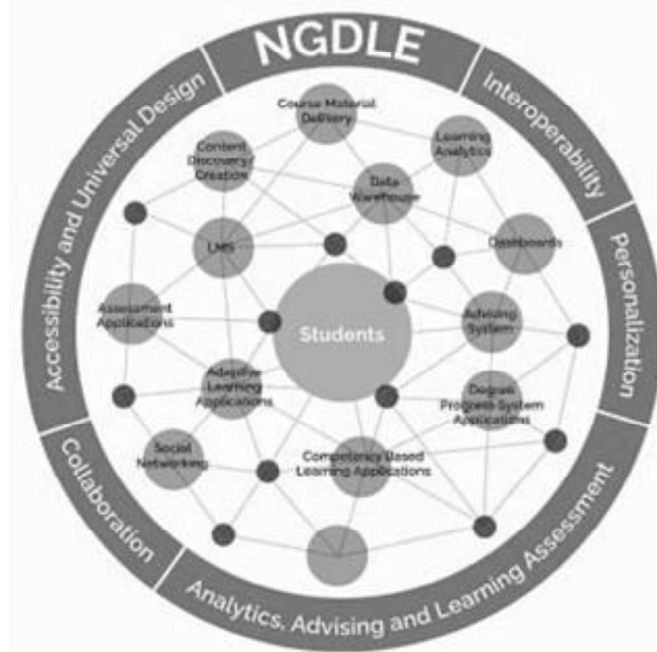 NGDLE
Accessibility and Universal Design
Interoperability
Personalization
Collaboration
Analytics, Advising and Learning Assessment
Course Material
Delivery
Learning
Analytics
Content
Discovery/
Creation
Data
Warehouse
LMS
Dashboards
Assessment
Applications
Students
Advising
System
Adaptive
Learning
Applications
Degree
Progress System
Applications
Social
Networking
Competency Based
Learning Applications